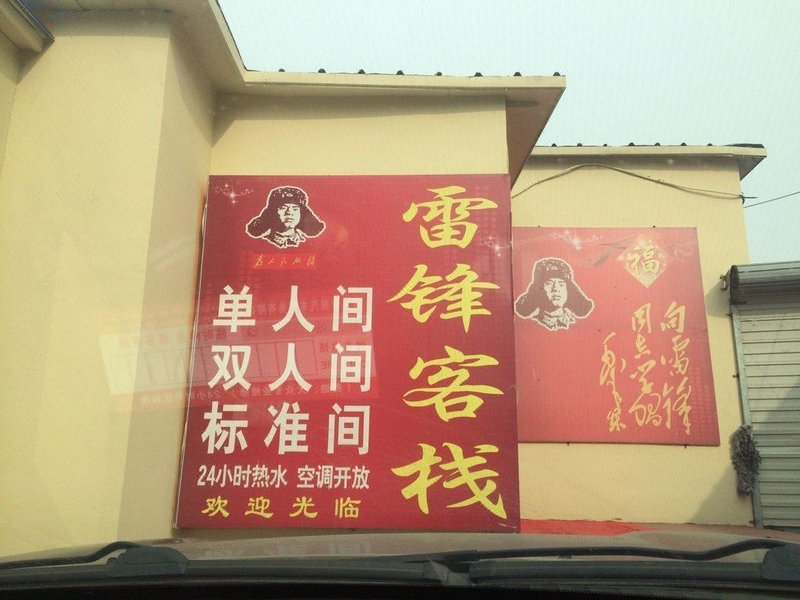 雷锋客栈
为人民服务
单人间
双人间
标准间
24小时热水 空调开放
欢迎光临
福
向雷锋
同志学习
毛泽东